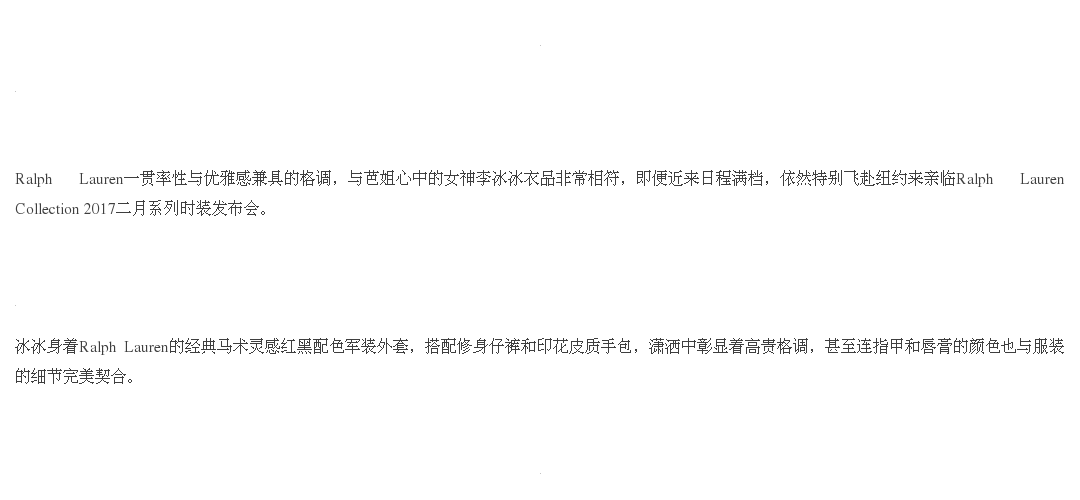 Ralph Lauren一贯率性与优雅感兼具的格调，与芭姐心中的女神李冰冰衣品非常相符，即便近来日程满档，依然特别飞赴纽约来亲临Ralph Lauren
Collection 2017二月系列时装发布会。
冰冰身着Ralph Lauren的经典马术灵感红黑配色军装外套，搭配修身仔裤和印花皮质手包，潇洒中彰显着高贵格调，甚至连指甲和唇膏的颜色也与服装
的细节完美契合。